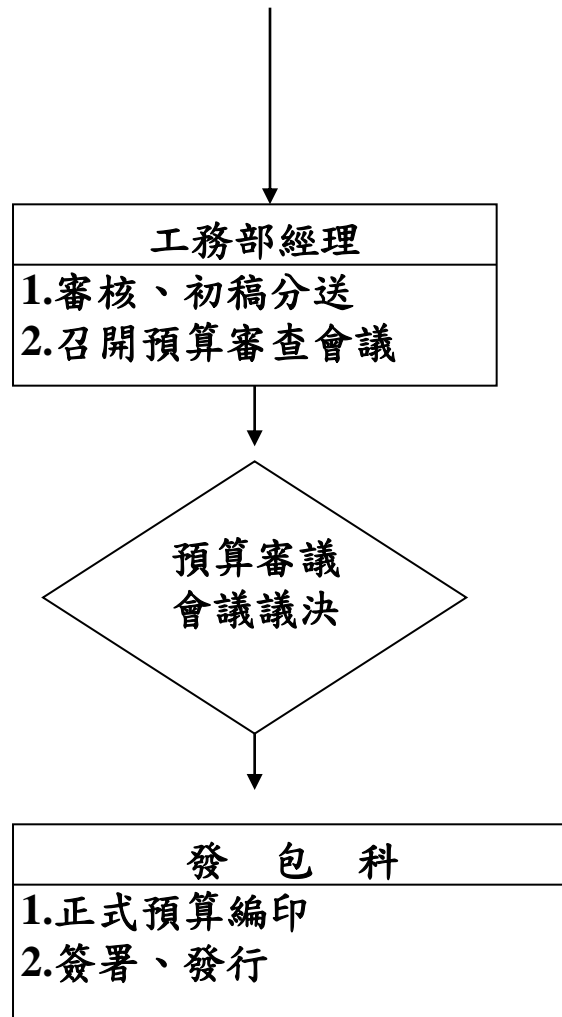 工務部經理
1.審核、初稿分送
2.召開預算審查會議
預算審議
會議議決
發　包　科
1.正式預算編印
2.簽署、發行